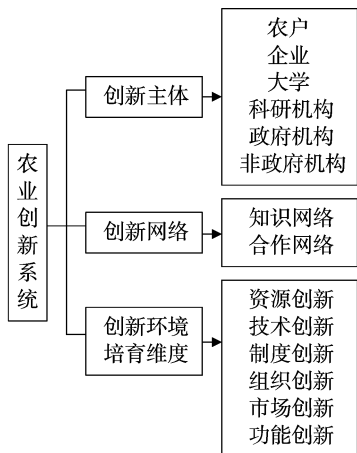 农业创新系统
创新主体
农户
企业
大学
科研机构
政府机构
非政府机构
创新网络
知识网络
合作网络
创新环境
培育维度
资源创新
技术创新
制度创新
组织创新
市场创新
功能创新